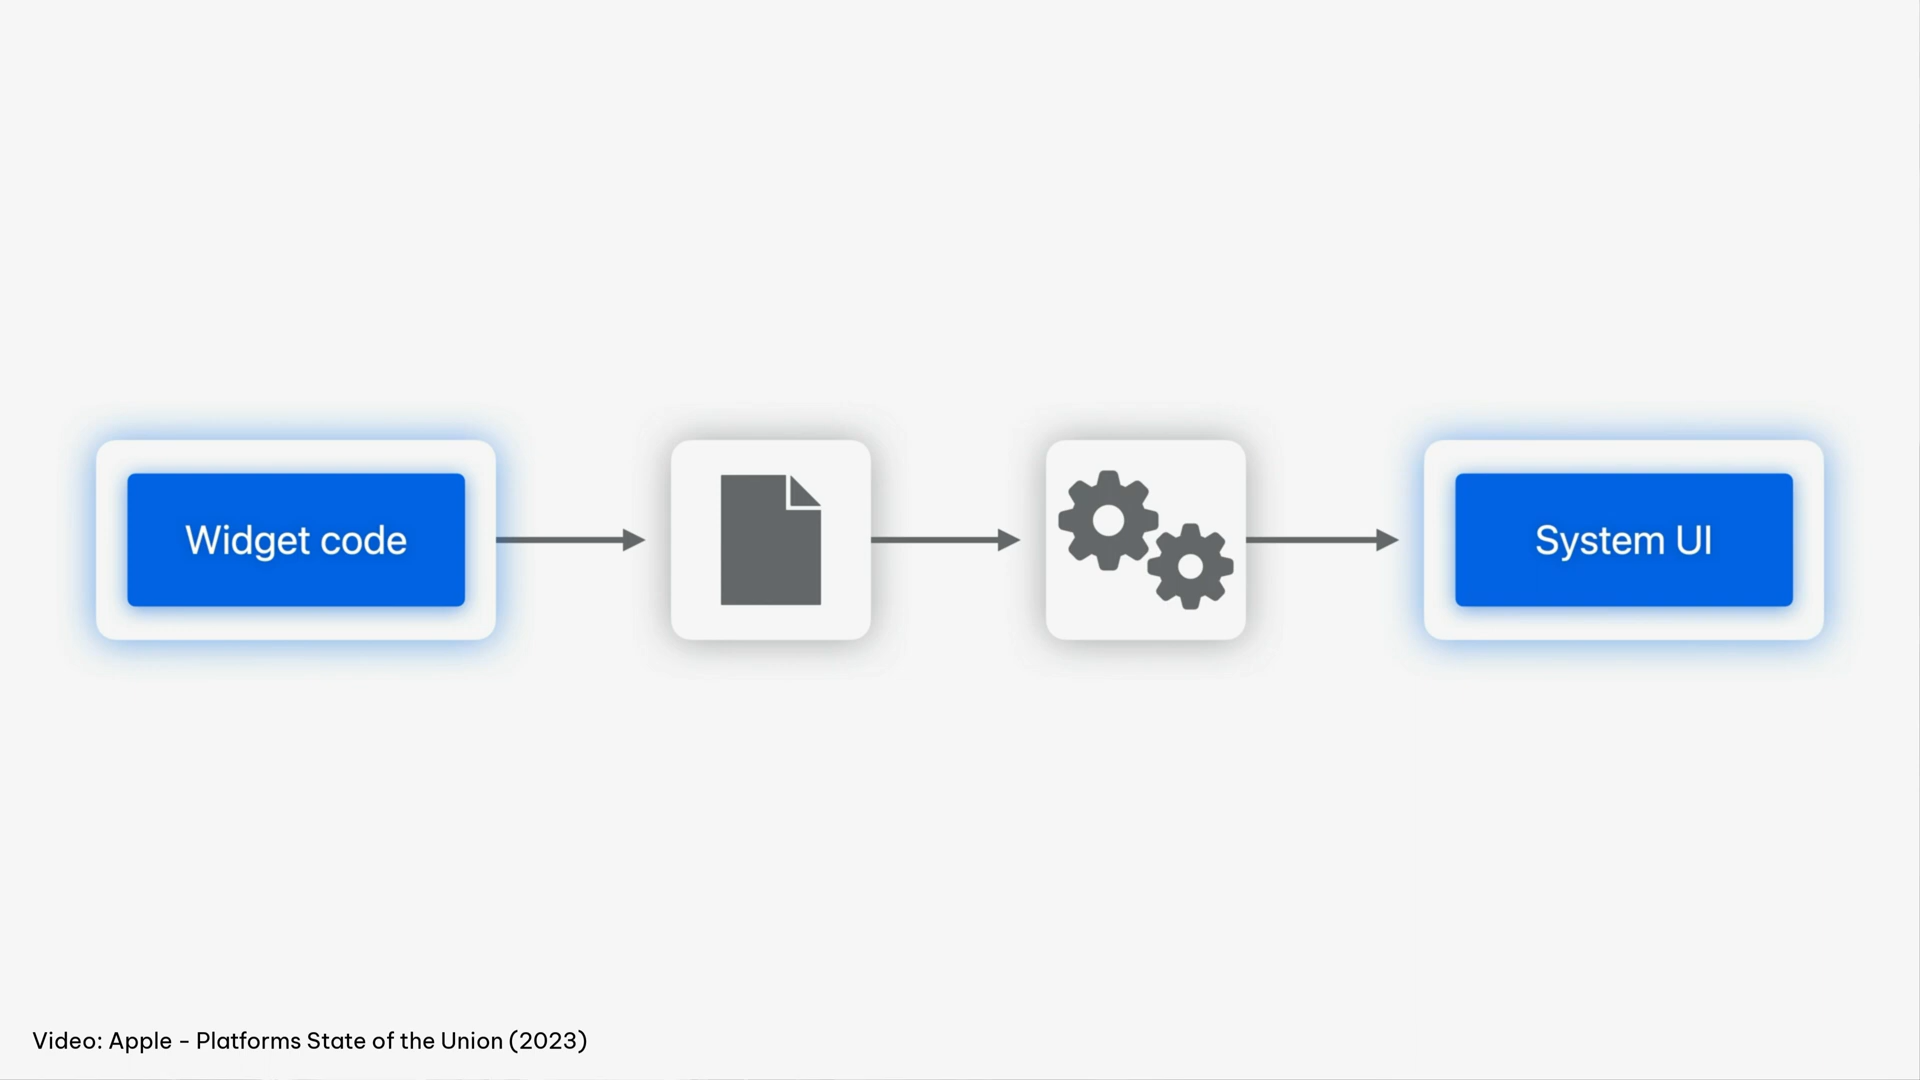 Widget code
System UI
Video: Apple - Platforms State of the Union (2023)